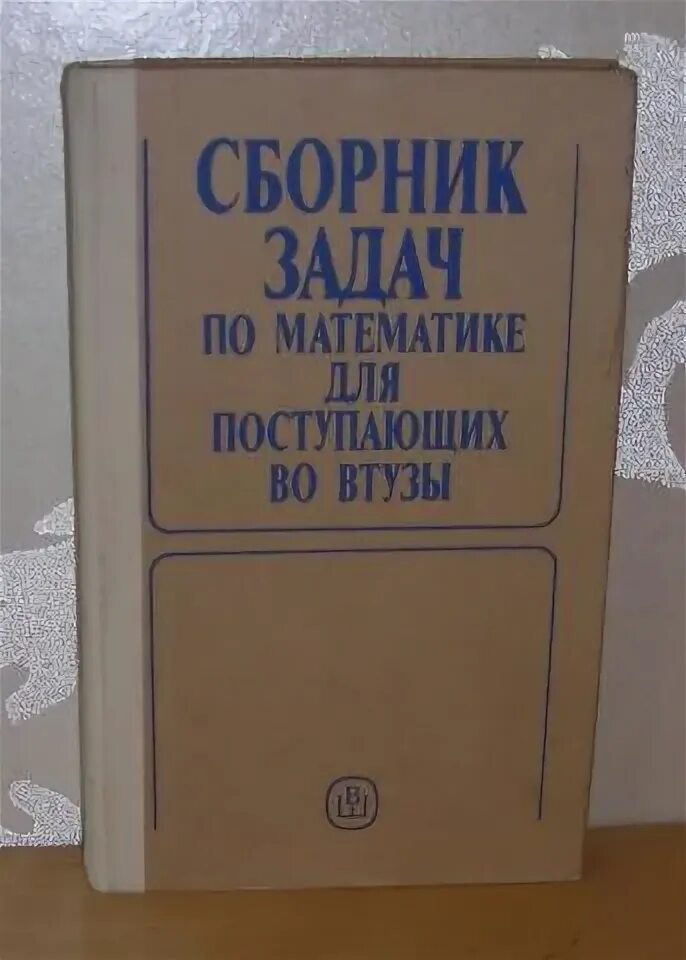 СБОРНИК
ЗАДАЧ
ПО МАТЕМАТИКЕ
ДЛЯ
ПОСТУПАЮЩИХ
ВО ВТУЗЫ
В
Ш